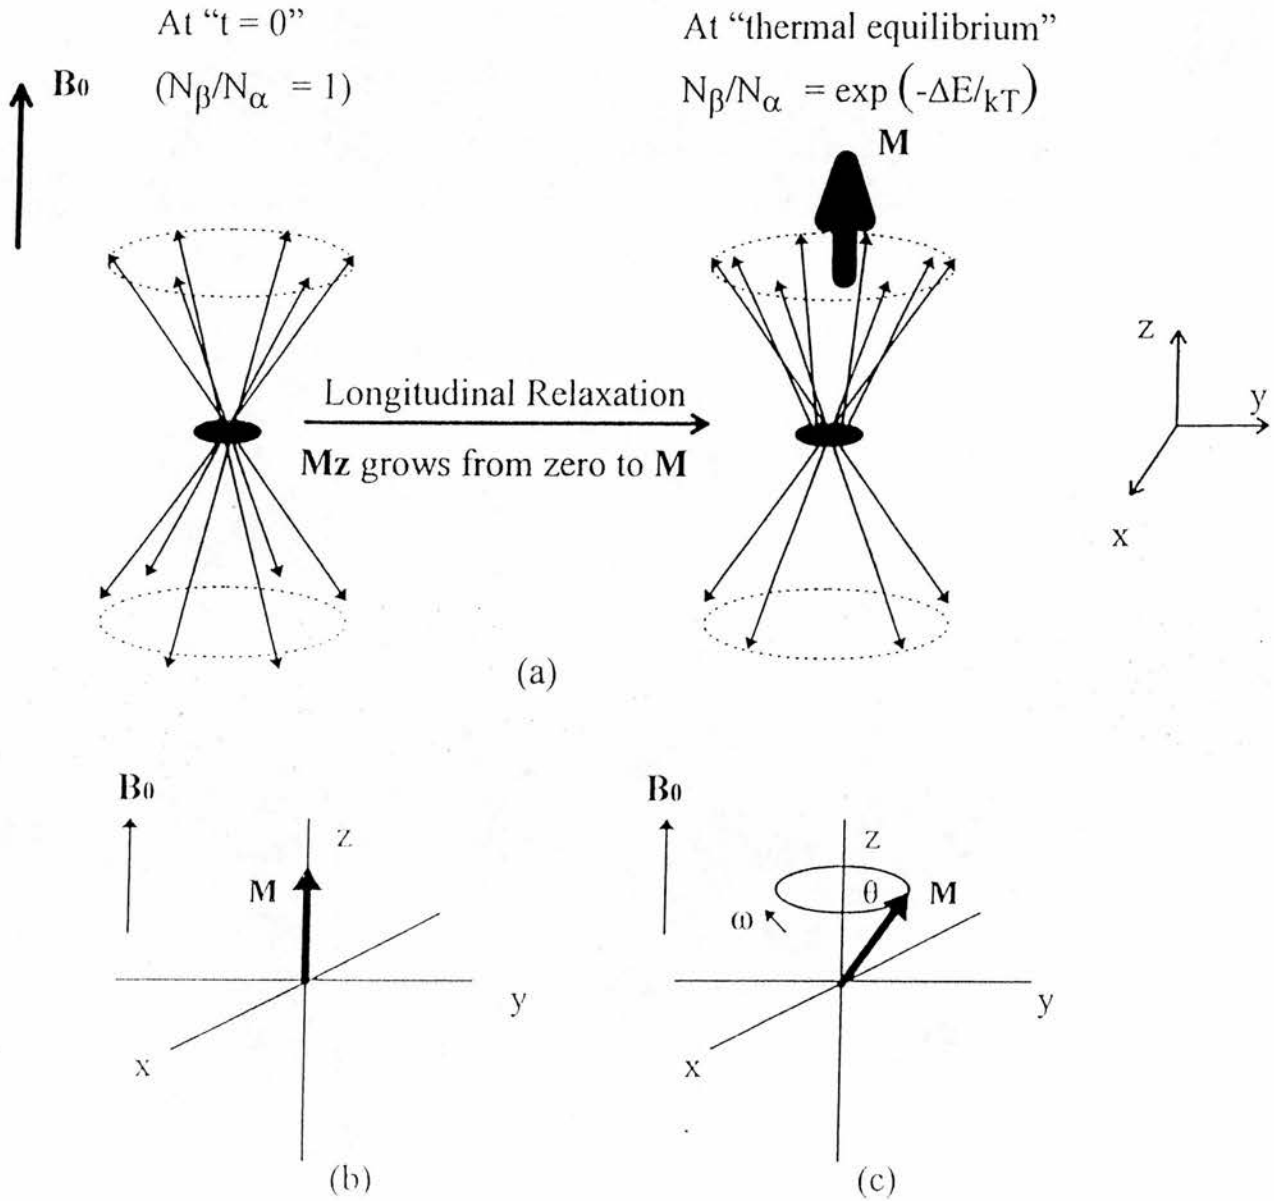 At “t = 0”
At “thermal equilibrium”
B₀
(Nβ/Nα = 1)
Nβ/Nα = exp (-ΔE/kT)
M
Longitudinal Relaxation
Mz grows from zero to M
z
y
x
(a)
B₀
z
M
y
x
(b)
B₀
z
θ
M
ω
y
x
(c)